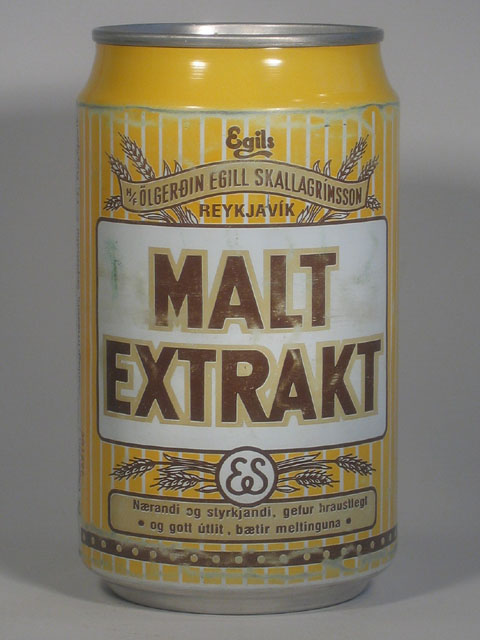 Egils
H/F ÖLGERÐIN EGILL SKALLAGRÍMSSON
REYKJAVÍK
MALT
EXTRAKT
ES
Nærandi og styrkjandi, gefur hraustlegt
• og gott útlit, bætir meltinguna •